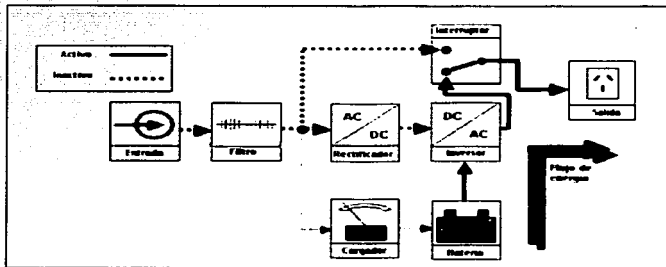 Interruptor
Activo
Inactivo
Entrada
Filtro
AC
DC
Rectificador
DC
AC
Inversor
Salida
Flujo de
energía
Cargador
Batería